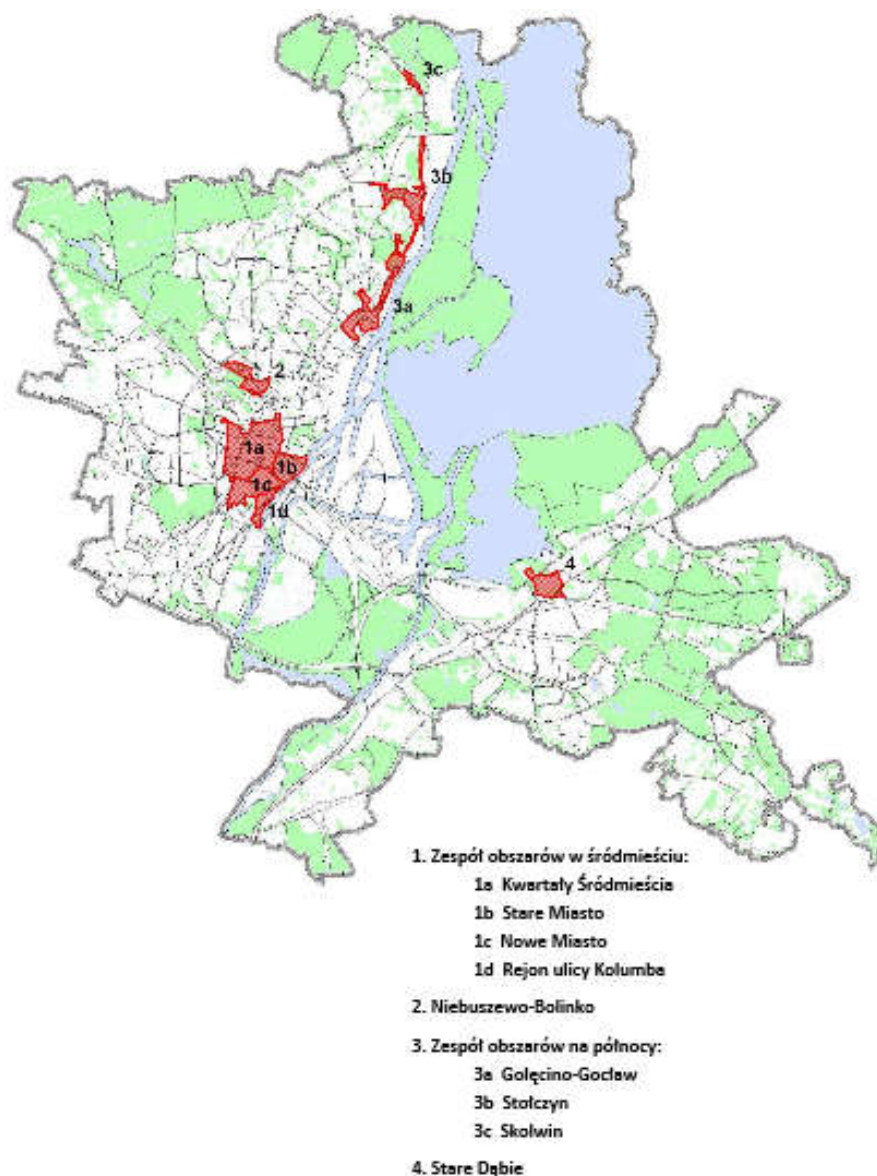 3c
3b
3a
2
1a
1b
1c
1d
4
1. Zespół obszarów w śródmieściu:
1a Kwartały Śródmieścia
1b Stare Miasto
1c Nowe Miasto
1d Rejon ulicy Kolumba
2. Niebuszewo-Bolinko
3. Zespół obszarów na północy:
3a Golęcino-Gocław
3b Stołczyn
3c Skolwin
4. Stare Dąbie